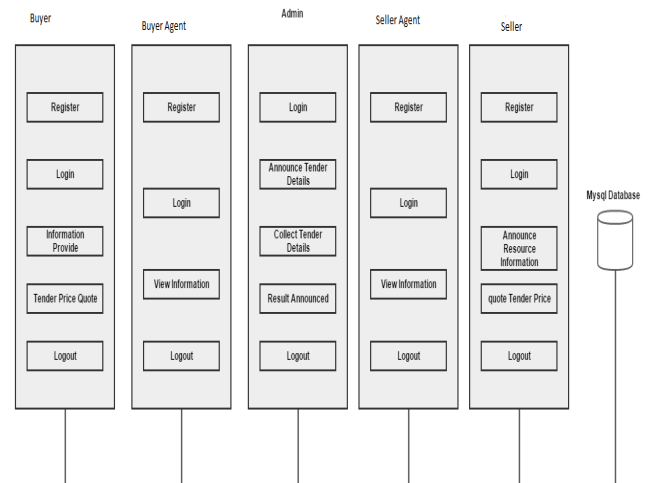 Buyer
Buyer Agent
Admin
Seller Agent
Seller
Register
Login
Information
Provide
Tender Price Quote
Logout
Register
Login
View Information
Logout
Login
Announce Tender
Details
Collect Tender
Details
Result Announced
Logout
Register
Login
View Information
Logout
Register
Login
Announce
Resource
Information
quote Tender Price
Logout
Mysql Database